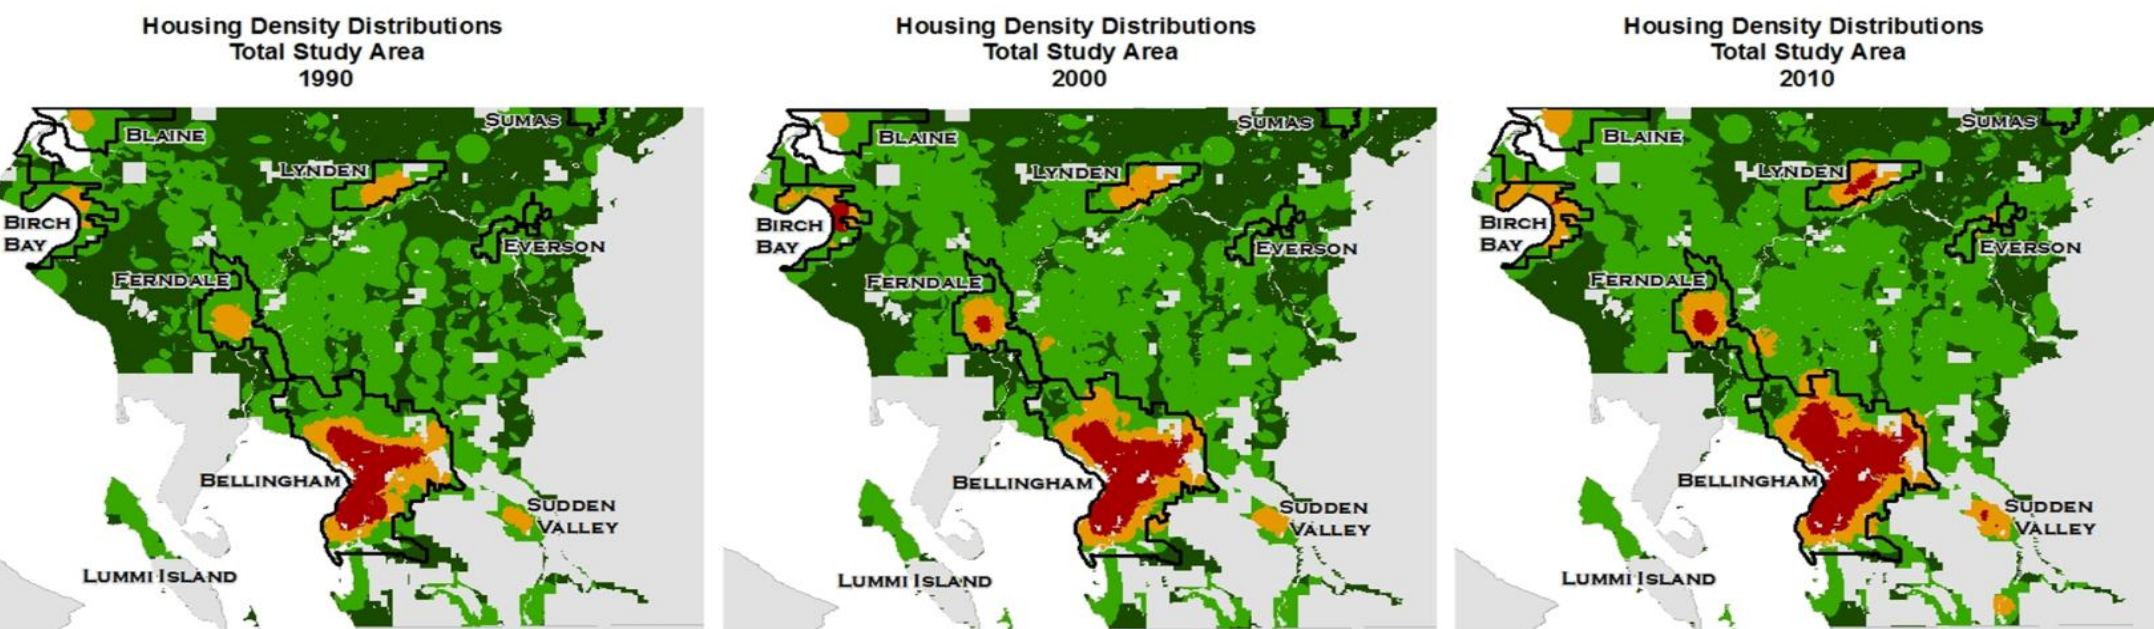 Housing Density Distributions
Total Study Area
1990
BLAINE
SUMAS
LYNDEN
BIRCH
BAY
EVERSON
FERNDALE
BELLINGHAM
SUDDEN
VALLEY
LUMMI ISLAND
Housing Density Distributions
Total Study Area
2000
BLAINE
SUMAS
LYNDEN
BIRCH
BAY
EVERSON
FERNDALE
BELLINGHAM
SUDDEN
VALLEY
LUMMI ISLAND
Housing Density Distributions
Total Study Area
2010
BLAINE
SUMAS
LYNDEN
BIRCH
BAY
EVERSON
FERNDALE
BELLINGHAM
SUDDEN
VALLEY
LUMMI ISLAND